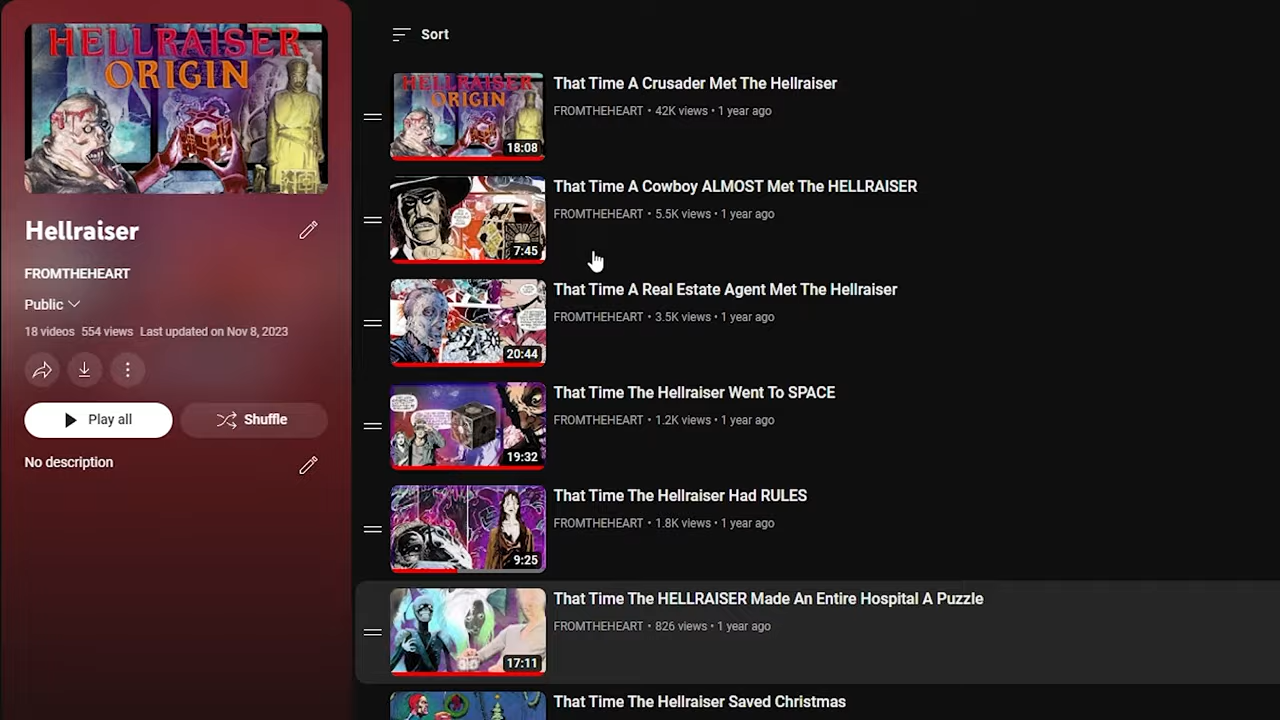 HELLRAISER
ORIGIN
Hellraiser
FROMTHEHEART
Public
18 videos 554 views Last updated on Nov 8, 2023
Play all
Shuffle
No description
Sort
HELLRAISER
ORIGIN
18:08
That Time A Crusader Met The Hellraiser
FROMTHEHEART • 42K views • 1 year ago
7:45
That Time A Cowboy ALMOST Met The HELLRAISER
FROMTHEHEART • 5.5K views • 1 year ago
20:44
That Time A Real Estate Agent Met The Hellraiser
FROMTHEHEART • 3.5K views • 1 year ago
19:32
That Time The Hellraiser Went To SPACE
FROMTHEHEART • 1.2K views • 1 year ago
9:25
That Time The Hellraiser Had RULES
FROMTHEHEART • 1.8K views • 1 year ago
17:11
That Time The HELLRAISER Made An Entire Hospital A Puzzle
FROMTHEHEART • 826 views • 1 year ago
That Time The Hellraiser Saved Christmas